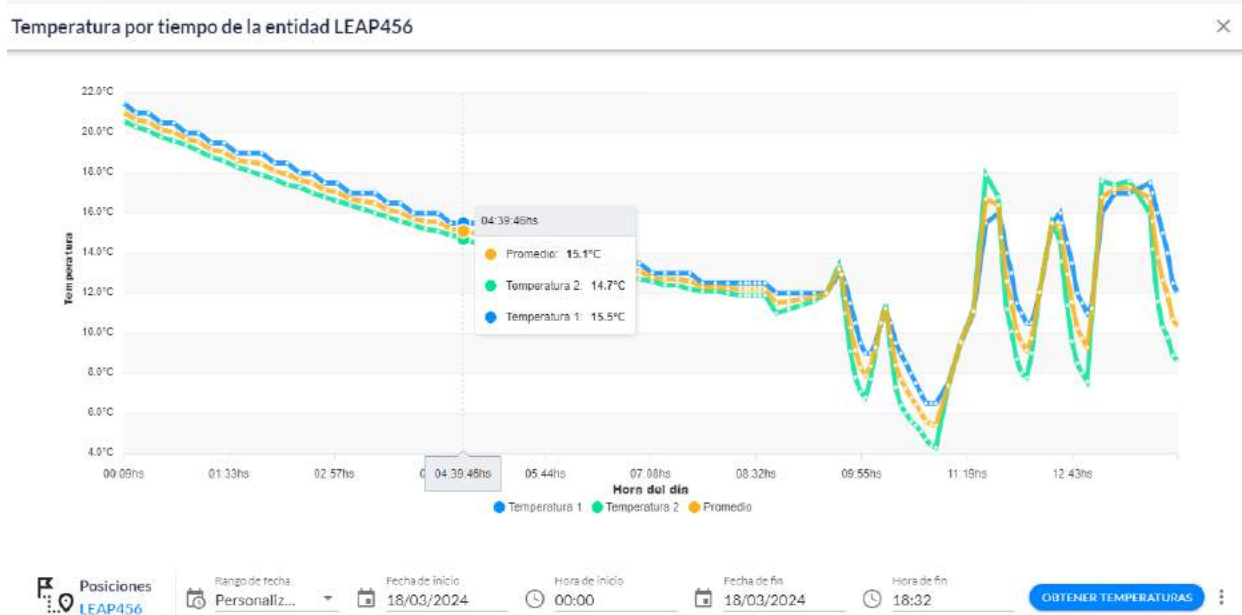 Temperatura por tiempo de la entidad LEAP456
22.0°C
20.0°C
18.0°C
16.0°C
14.0°C
12.0°C
10.0°C
8.0°C
6.0°C
4.0°C
Temperatura
04:39:46hs
Promedio: 15.1°C
Temperatura 2: 14.7°C
Temperatura 1: 15.5°C
00:09hs 01:33hs 02:57hs 04:39:46hs 05:44hs 07:08hs 08:32hs 09:55hs 11:19hs 12:43hs
Hora del día
Temperatura 1 Temperatura 2 Promedio
Posiciones
LEAP456
Rango de fecha
Personaliz...
Fecha de inicio
18/03/2024
Hora de inicio
00:00
Fecha de fin
18/03/2024
Hora de fin
18:32
OBTENER TEMPERATURAS